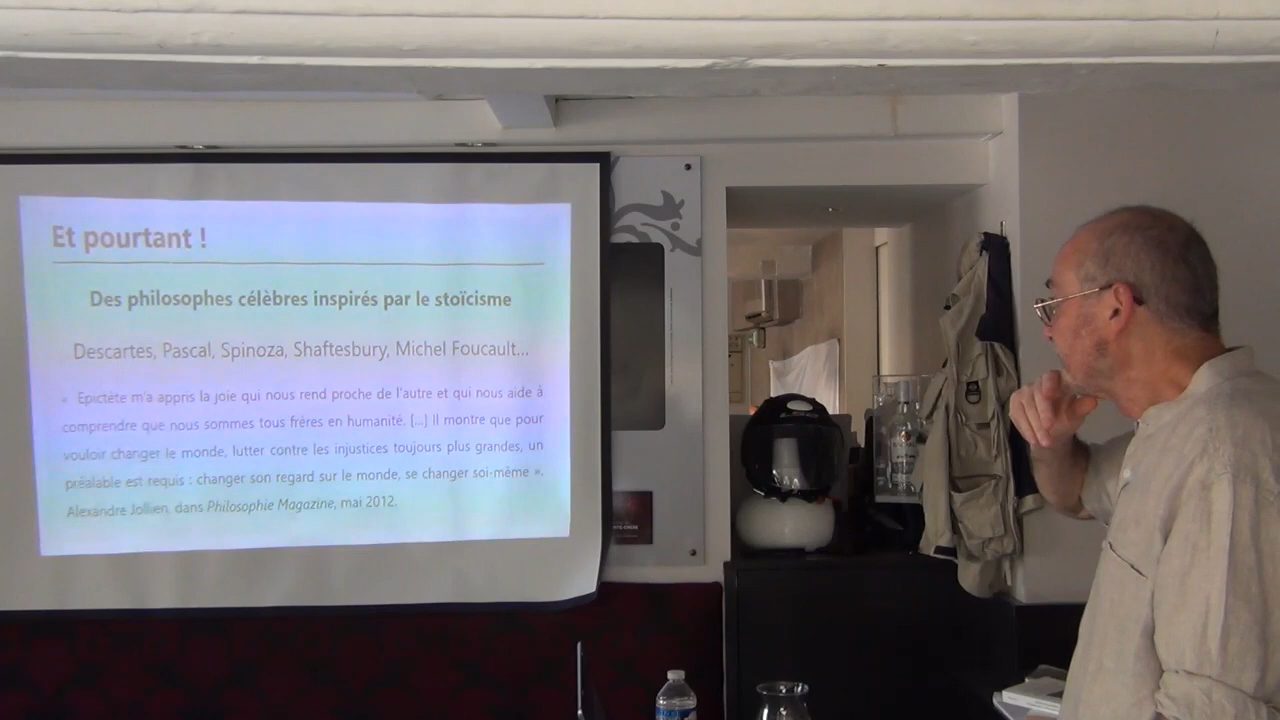 Et pourtant !
Des philosophes célèbres inspirés par le stoïcisme
Descartes, Pascal, Spinoza, Shaftesbury, Michel Foucault...
« Epictète m'a appris la joie qui nous rend proche de l'autre et qui nous aide à
comprendre que nous sommes tous frères en humanité. [...] Il montre que pour
vouloir changer le monde, lutter contre les injustices toujours plus grandes, un
préalable est requis : changer son regard sur le monde, se changer soi-même ».
Alexandre Jollien, dans Philosophie Magazine, mai 2012.